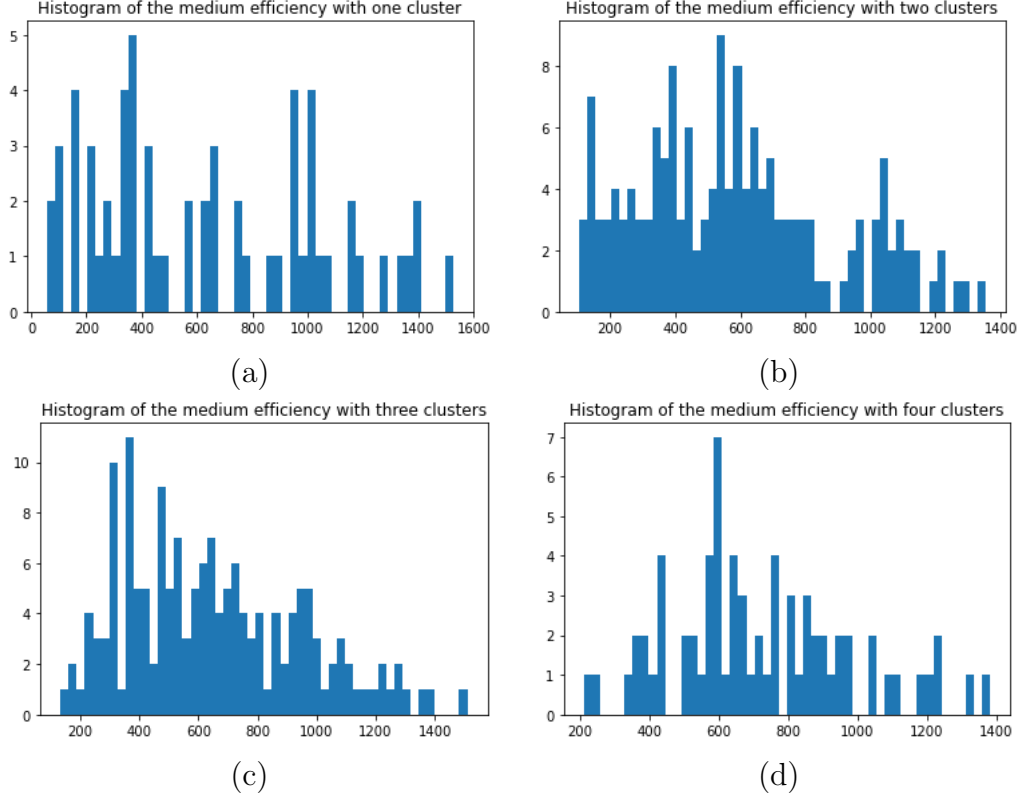 Histogram of the medium efficiency with one cluster
5
4
3
2
1
0
0 200 400 600 800 1000 1200 1400 1600
(a)
Histogram of the medium efficiency with two clusters
8
6
4
2
0
200 400 600 800 1000 1200 1400
(b)
Histogram of the medium efficiency with three clusters
10
8
6
4
2
0
200 400 600 800 1000 1200 1400
(c)
Histogram of the medium efficiency with four clusters
7
6
5
4
3
2
1
0
200 400 600 800 1000 1200 1400
(d)